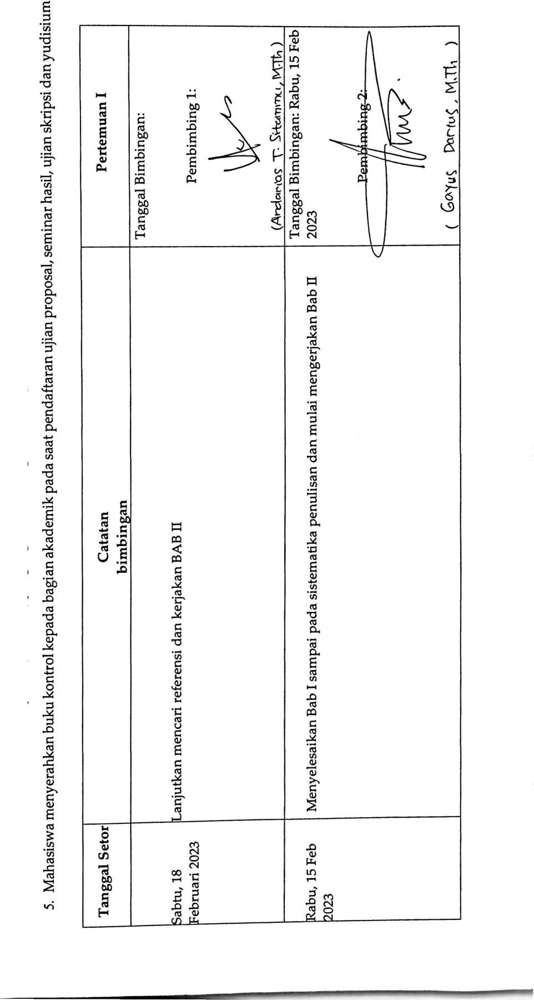 5. Mahasiswa menyerahkan buku kontrol kepada bagian akademik pada saat pendaftaran ujian proposal, seminar hasil, ujian skripsi dan yudisium
Tanggal Setor
Catatan
bimbingan
Pertemuan I
Sabtu, 18
Februari 2023
Lanjutkan mencari referensi dan kerjakan BAB II
Tanggal Bimbingan:
Pembimbing 1:
(Andarias T. Sitammu, M.Th)
Rabu, 15 Feb
2023
Menyelesaikan Bab I sampai pada sistematika penulisan dan mulai mengerjakan Bab II
Tanggal Bimbingan: Rabu, 15 Feb
2023
Pembimbing 2:
( Gayus Darius, M.Th )